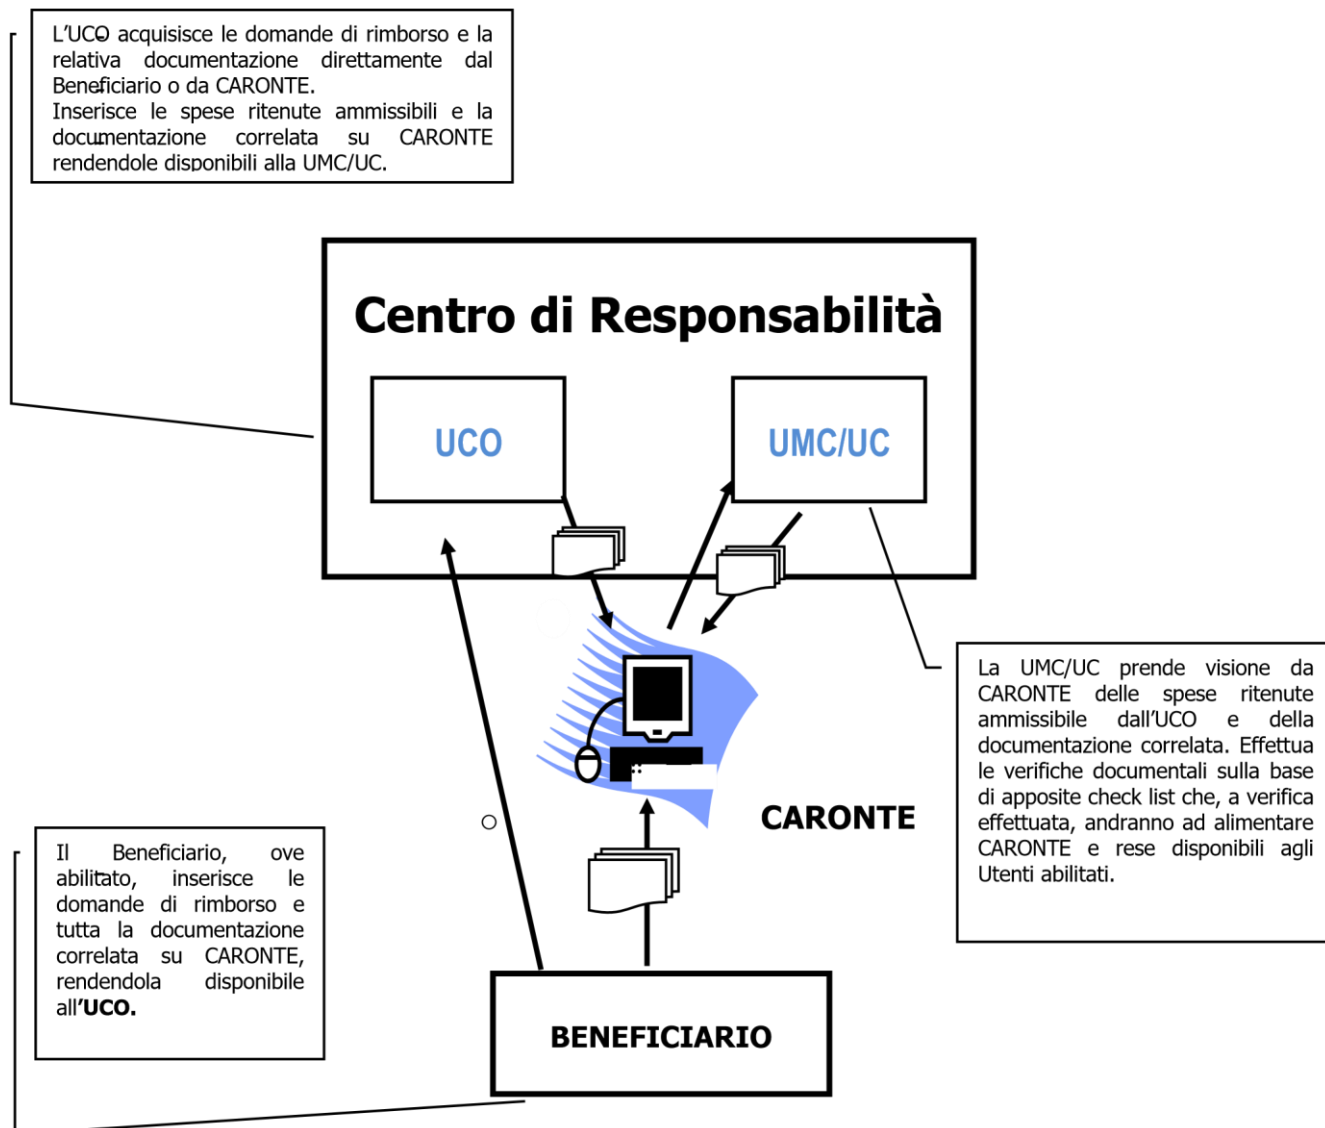 L'UCO acquisisce le domande di rimborso e la
relativa documentazione direttamente dal
Beneficiario o da CARONTE.
Inserisce le spese ritenute ammissibili e la
documentazione correlata su CARONTE
rendendole disponibili alla UMC/UC.
Centro di Responsabilità
UCO
UMC/UC
La UMC/UC prende visione da
CARONTE delle spese ritenute
ammissibile dall'UCO e della
documentazione correlata. Effettua
le verifiche documentali sulla base
di apposite check list che, a verifica
effettuata, andranno ad alimentare
CARONTE e rese disponibili agli
Utenti abilitati.
CARONTE
Il Beneficiario, ove
abilitato, inserisce le
domande di rimborso e
tutta la documentazione
correlata su CARONTE,
rendendola disponibile
all'UCO.
BENEFICIARIO